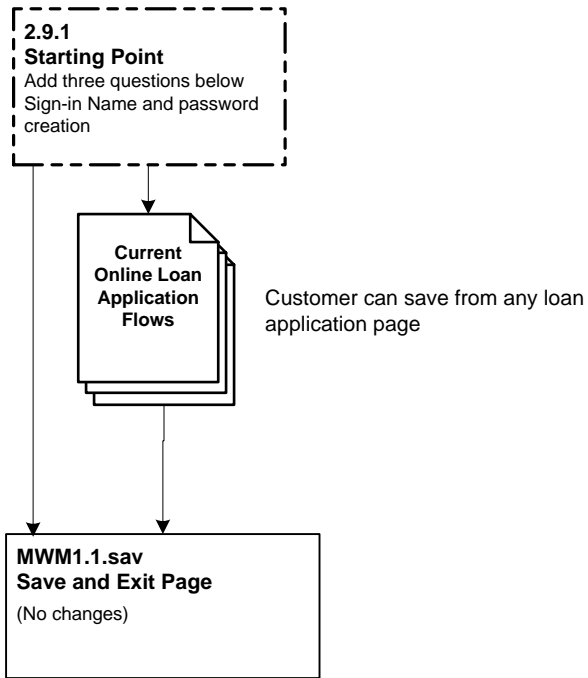 2.9.1
Starting Point
Add three questions below
Sign-in Name and password
creation
Current
Online Loan
Application
Flows
Customer can save from any loan
application page
MWM1.1.sav
Save and Exit Page
(No changes)